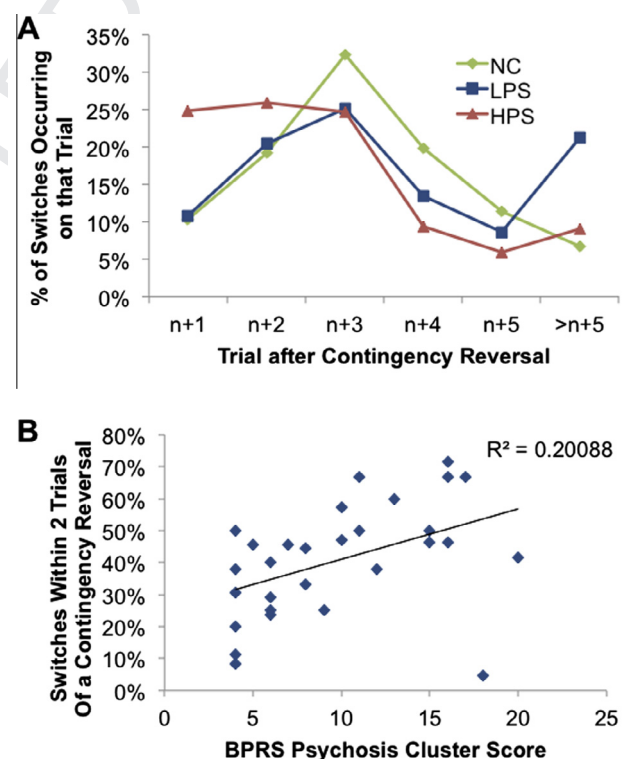 A
35%
30%
25%
20%
15%
10%
5%
0%
% of Switches Occurring
on that Trial
NC
LPS
HPS
n+1 n+2 n+3 n+4 n+5 >n+5
Trial after Contingency Reversal
B
80%
70%
60%
50%
40%
30%
20%
10%
0%
Switches Within 2 Trials
Of a Contingency Reversal
R² = 0.20088
0 5 10 15 20 25
BPRS Psychosis Cluster Score